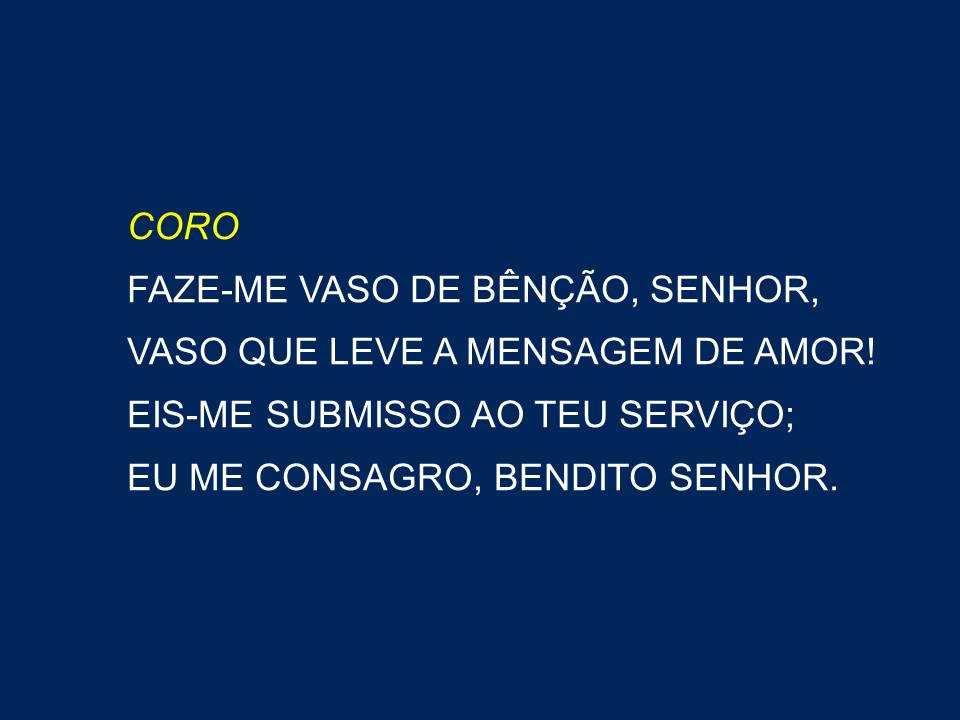 CORO
FAZE-ME VASO DE BÊNÇÃO, SENHOR,
VASO QUE LEVE A MENSAGEM DE AMOR!
EIS-ME SUBMISSO AO TEU SERVIÇO;
EU ME CONSAGRO, BENDITO SENHOR.